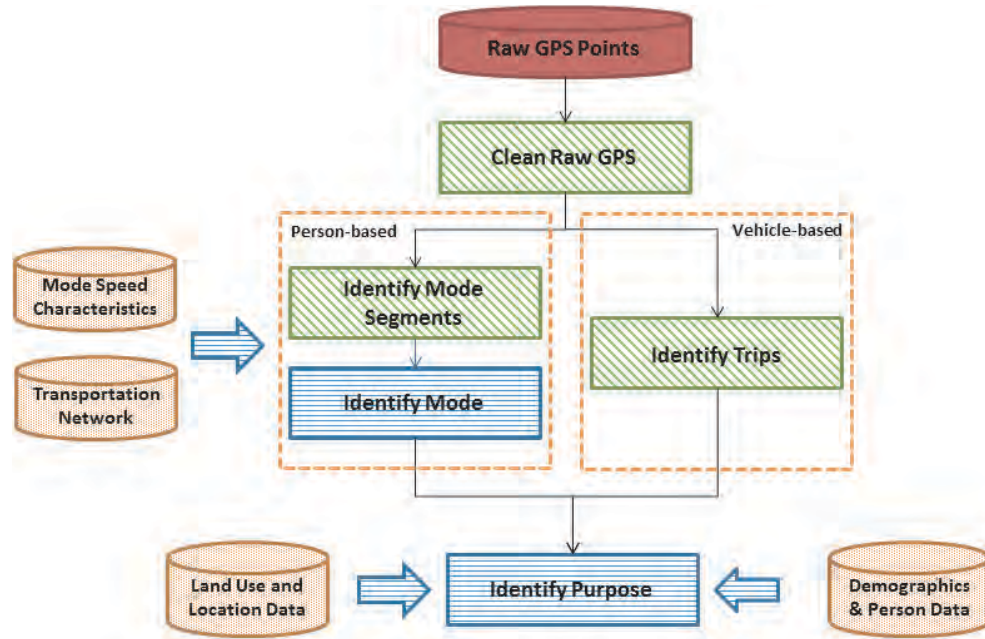 Raw GPS Points
Clean Raw GPS
Person-based
Vehicle-based
Mode Speed
Characteristics
Identify Mode
Segments
Identify Trips
Transportation
Network
Identify Mode
Land Use and
Location Data
Identify Purpose
Demographics
& Person Data